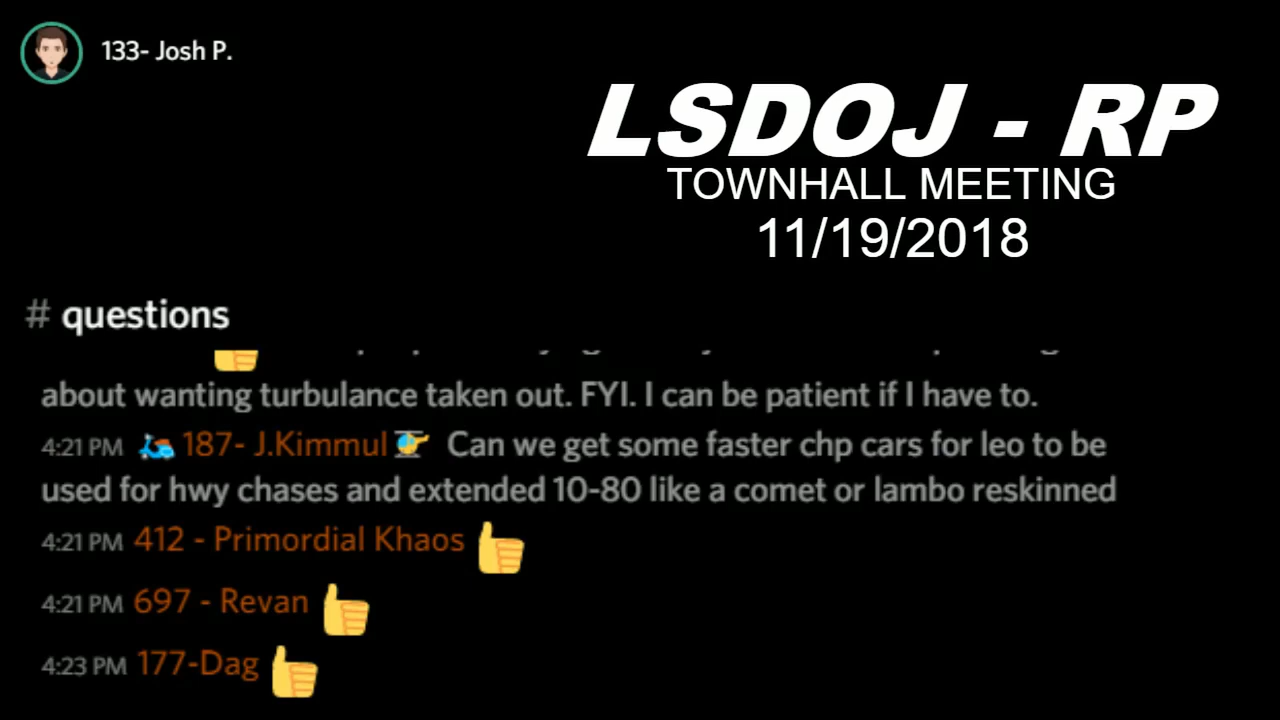 133- Josh P.
LSDOJ - RP
TOWNHALL MEETING
11/19/2018
# questions
about wanting turbulance taken out. FYI. I can be patient if I have to.
4:21 PM 187- J.Kimmul Can we get some faster chp cars for leo to be
used for hwy chases and extended 10-80 like a comet or lambo reskinned
4:21 PM 412 - Primordial Khaos
4:21 PM 697 - Revan
4:23 PM 177-Dag